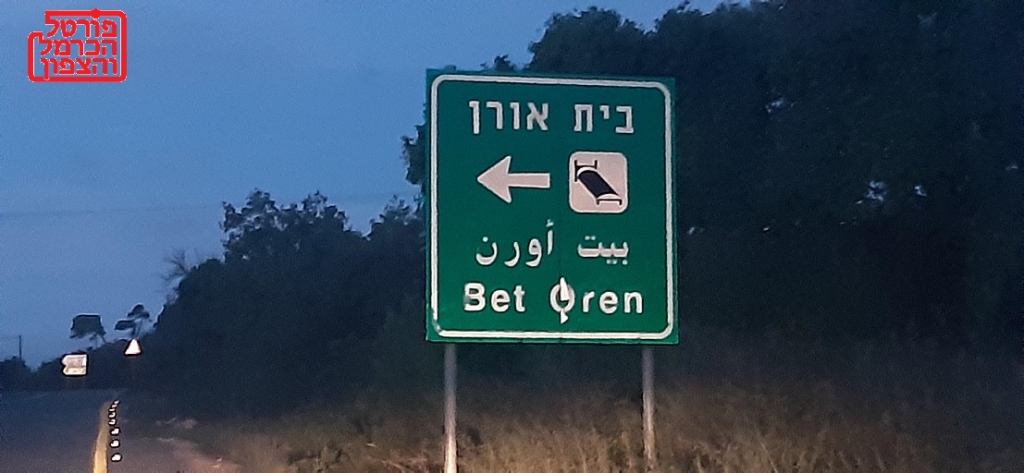 פורטל
הכרמל
והצפון
בית אורן
بيت أورن
Bet Oren